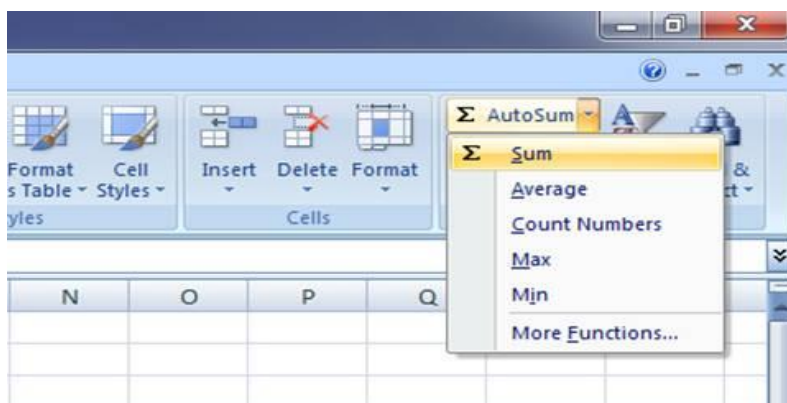 Σ AutoSum
Σ Sum
Average
Count Numbers
Max
Min
More Functions...
Format
s Table
Cell
Styles
Insert
Delete
Format
&
ct
yles
Cells
N
O
P
Q